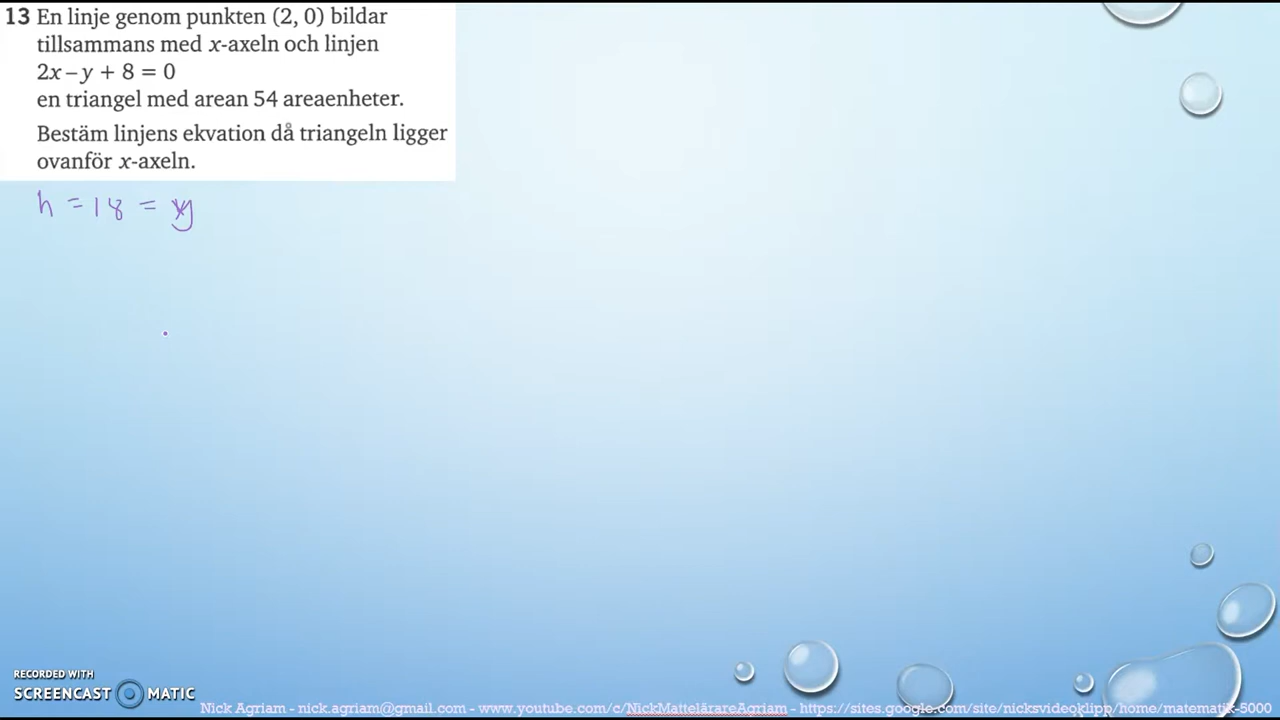 13 En linje genom punkten (2, 0) bildar
tillsammans med x-axeln och linjen
2x – y + 8 = 0
en triangel med arean 54 areaenheter.
Bestäm linjens ekvation då triangeln ligger
ovanför x-axeln.
h = 18 = y
RECORDED WITH
SCREENCAST MATIC
Nick Agriam - nick.agriam@gmail.com - www.youtube.com/c/NickMattelärareAgriam - https://sites.google.com/site/nicksvideoklipp/home/matematik-5000